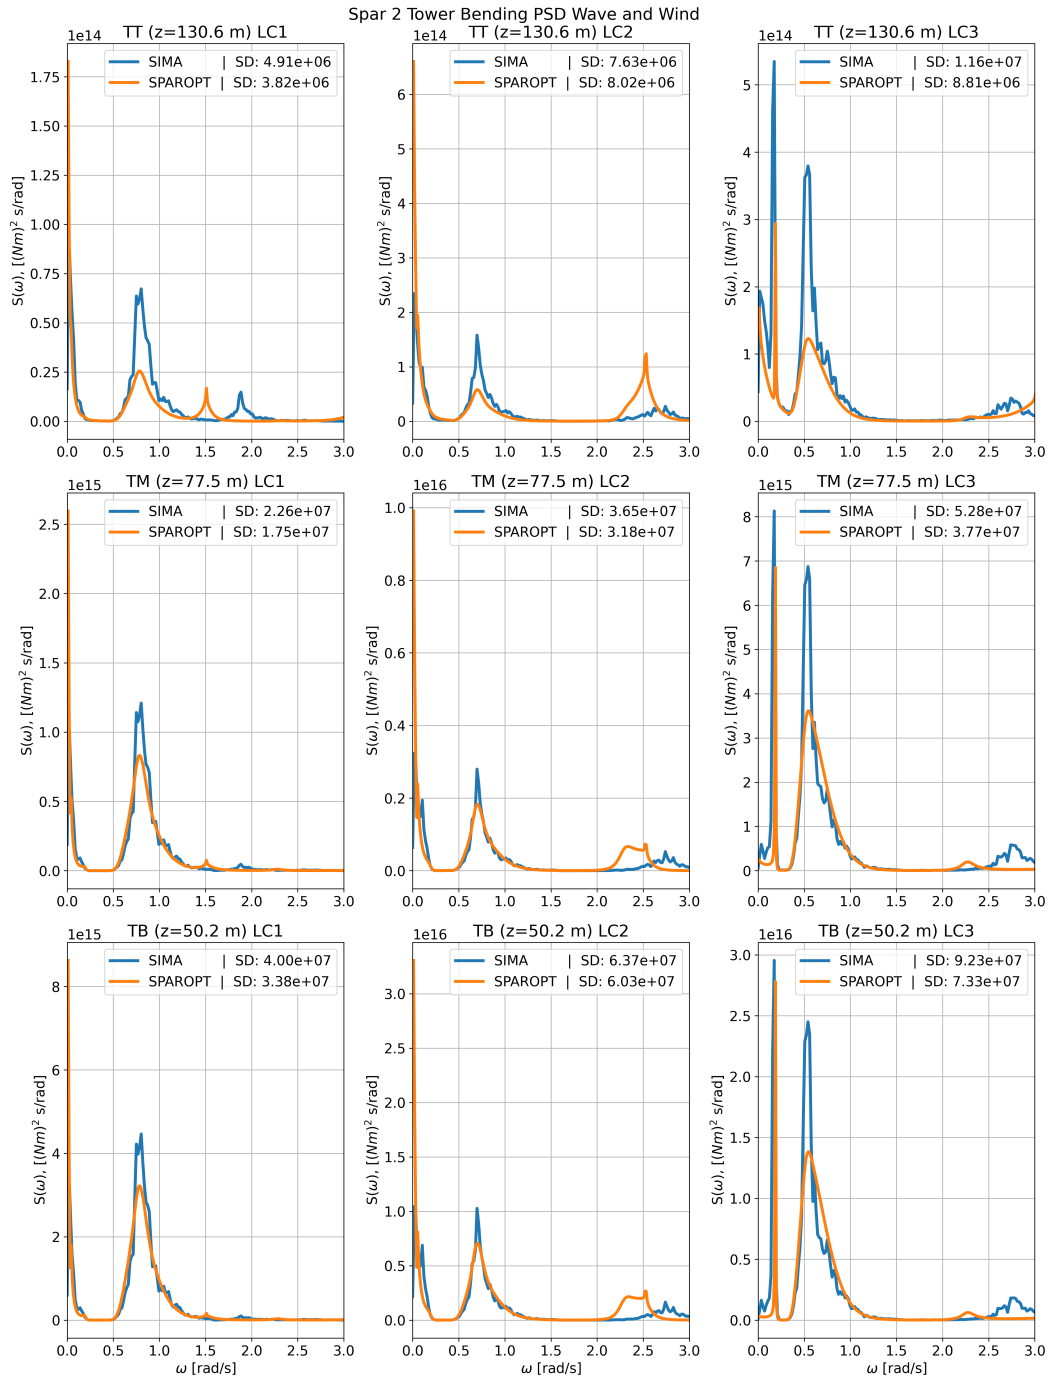 Spar 2 Tower Bending PSD Wave and Wind
TT (z=130.6 m) LC1
1e14
SIMA | SD: 4.91e+06
SPAROPT | SD: 3.82e+06
S(ω), [(Nm)² s/rad]
1.75
1.50
1.25
1.00
0.75
0.50
0.25
0.00
0.0 0.5 1.0 1.5 2.0 2.5 3.0
TT (z=130.6 m) LC2
1e14
SIMA | SD: 7.63e+06
SPAROPT | SD: 8.02e+06
S(ω), [(Nm)² s/rad]
6
5
4
3
2
1
0
0.0 0.5 1.0 1.5 2.0 2.5 3.0
TT (z=130.6 m) LC3
1e14
SIMA | SD: 1.16e+07
SPAROPT | SD: 8.81e+06
S(ω), [(Nm)² s/rad]
5
4
3
2
1
0
0.0 0.5 1.0 1.5 2.0 2.5 3.0
TM (z=77.5 m) LC1
1e15
SIMA | SD: 2.26e+07
SPAROPT | SD: 1.75e+07
S(ω), [(Nm)² s/rad]
2.5
2.0
1.5
1.0
0.5
0.0
0.0 0.5 1.0 1.5 2.0 2.5 3.0
TM (z=77.5 m) LC2
1e16
SIMA | SD: 3.65e+07
SPAROPT | SD: 3.18e+07
S(ω), [(Nm)² s/rad]
1.0
0.8
0.6
0.4
0.2
0.0
0.0 0.5 1.0 1.5 2.0 2.5 3.0
TM (z=77.5 m) LC3
1e15
SIMA | SD: 5.28e+07
SPAROPT | SD: 3.77e+07
S(ω), [(Nm)² s/rad]
8
7
6
5
4
3
2
1
0
0.0 0.5 1.0 1.5 2.0 2.5 3.0
TB (z=50.2 m) LC1
1e15
SIMA | SD: 4.00e+07
SPAROPT | SD: 3.38e+07
S(ω), [(Nm)² s/rad]
8
6
4
2
0
0.0 0.5 1.0 1.5 2.0 2.5 3.0
ω [rad/s]
TB (z=50.2 m) LC2
1e16
SIMA | SD: 6.37e+07
SPAROPT | SD: 6.03e+07
S(ω), [(Nm)² s/rad]
3.0
2.5
2.0
1.5
1.0
0.5
0.0
0.0 0.5 1.0 1.5 2.0 2.5 3.0
ω [rad/s]
TB (z=50.2 m) LC3
1e16
SIMA | SD: 9.23e+07
SPAROPT | SD: 7.33e+07
S(ω), [(Nm)² s/rad]
3.0
2.5
2.0
1.5
1.0
0.5
0.0
0.0 0.5 1.0 1.5 2.0 2.5 3.0
ω [rad/s]